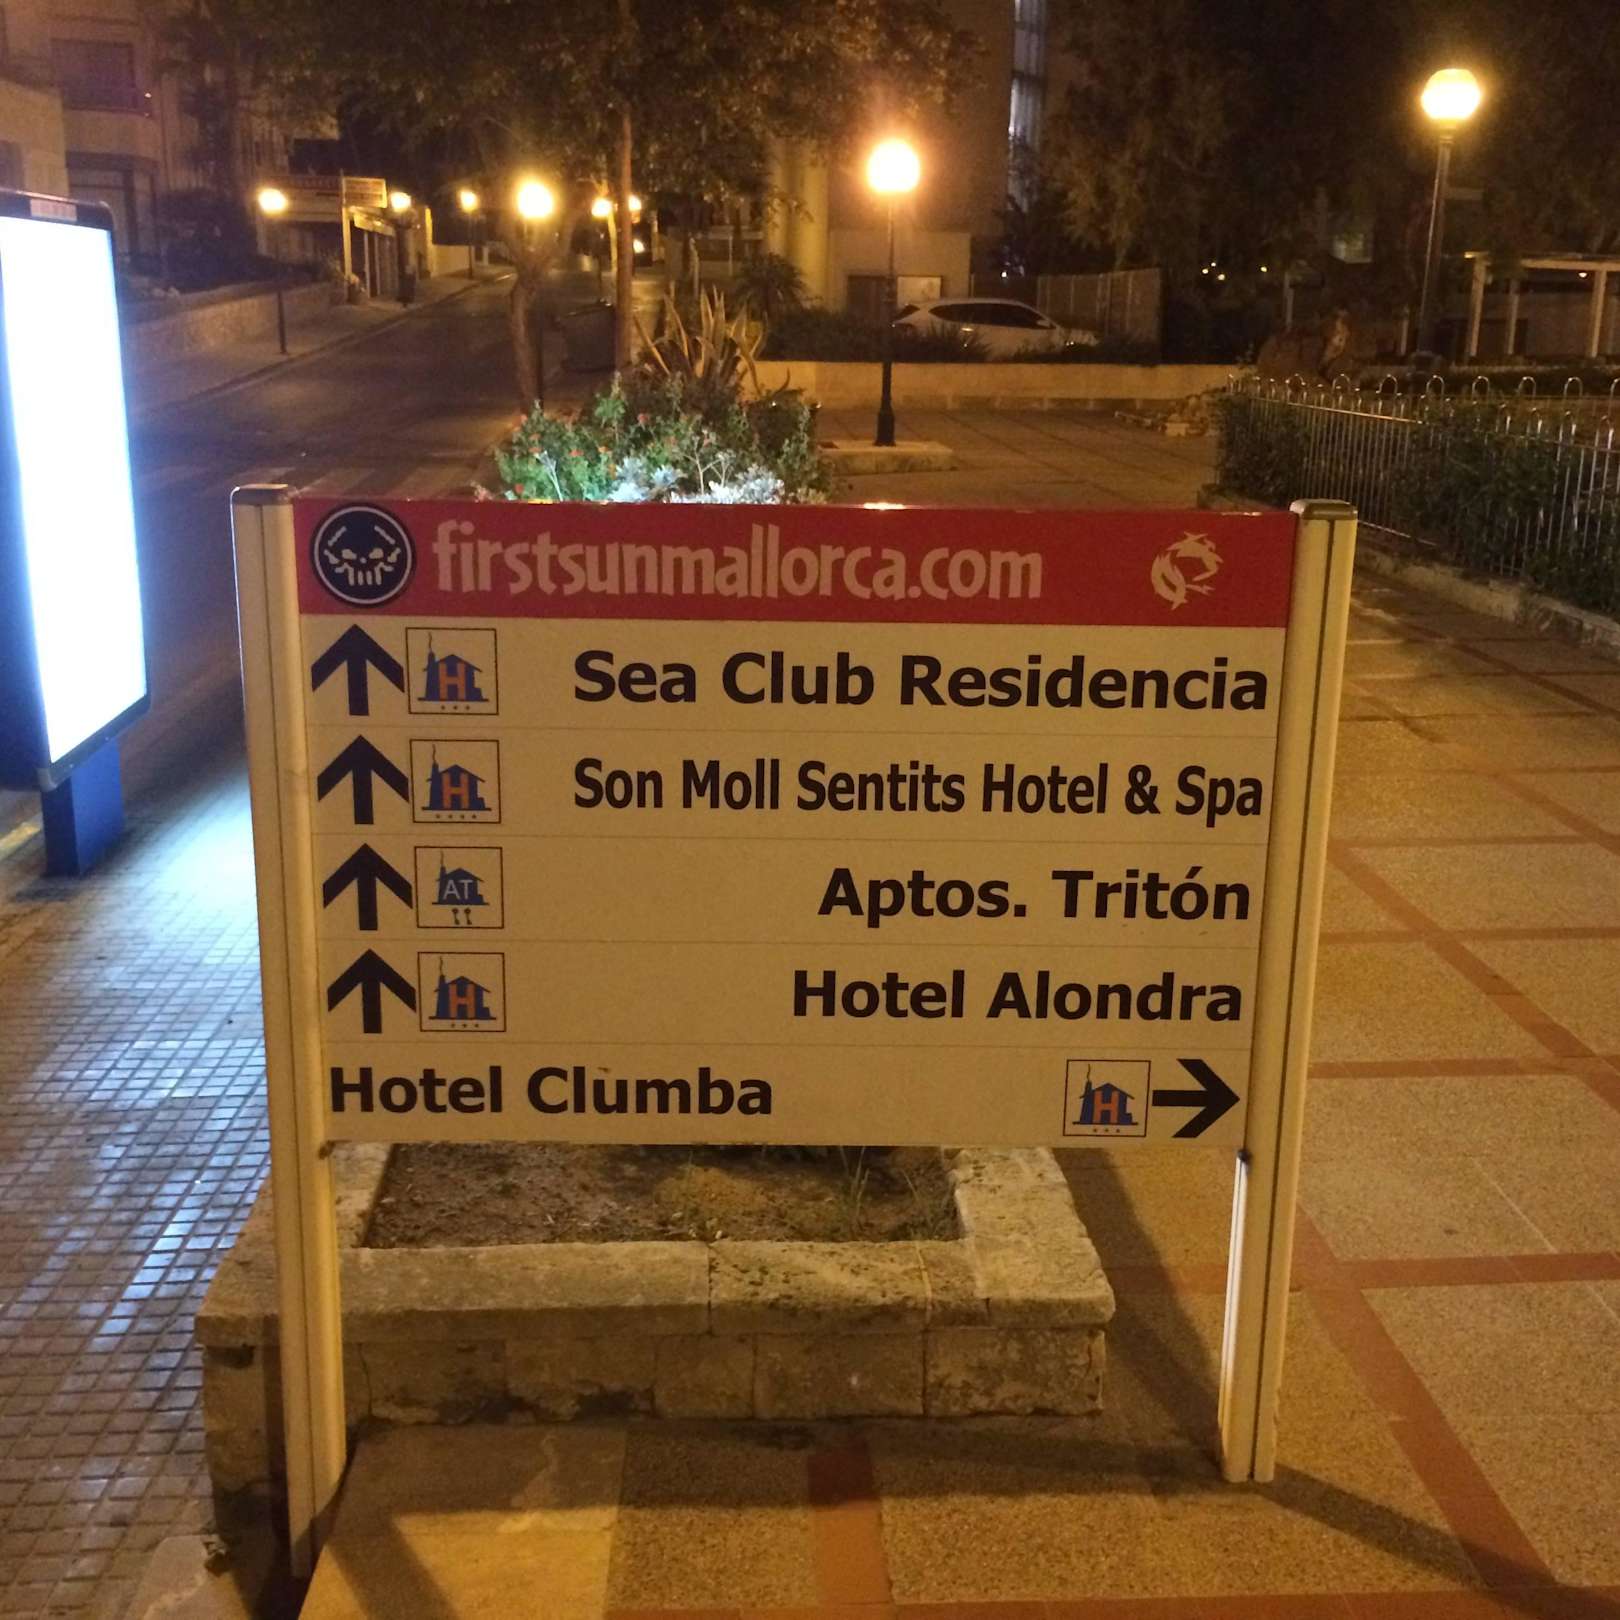 firstsunmallorca.com
H Sea Club Residencia
H Son Moll Sentits Hotel & Spa
AT Aptos. Tritón
H Hotel Alondra
Hotel Clumba H